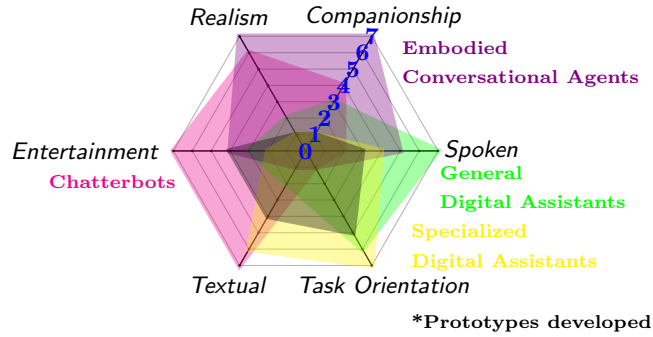 Realism
Companionship
7
6
5
4
3
2
1
0
Embodied
Conversational Agents
Entertainment
Spoken
Chatterbots
General
Digital Assistants
Specialized
Digital Assistants
Textual
Task Orientation
*Prototypes developed